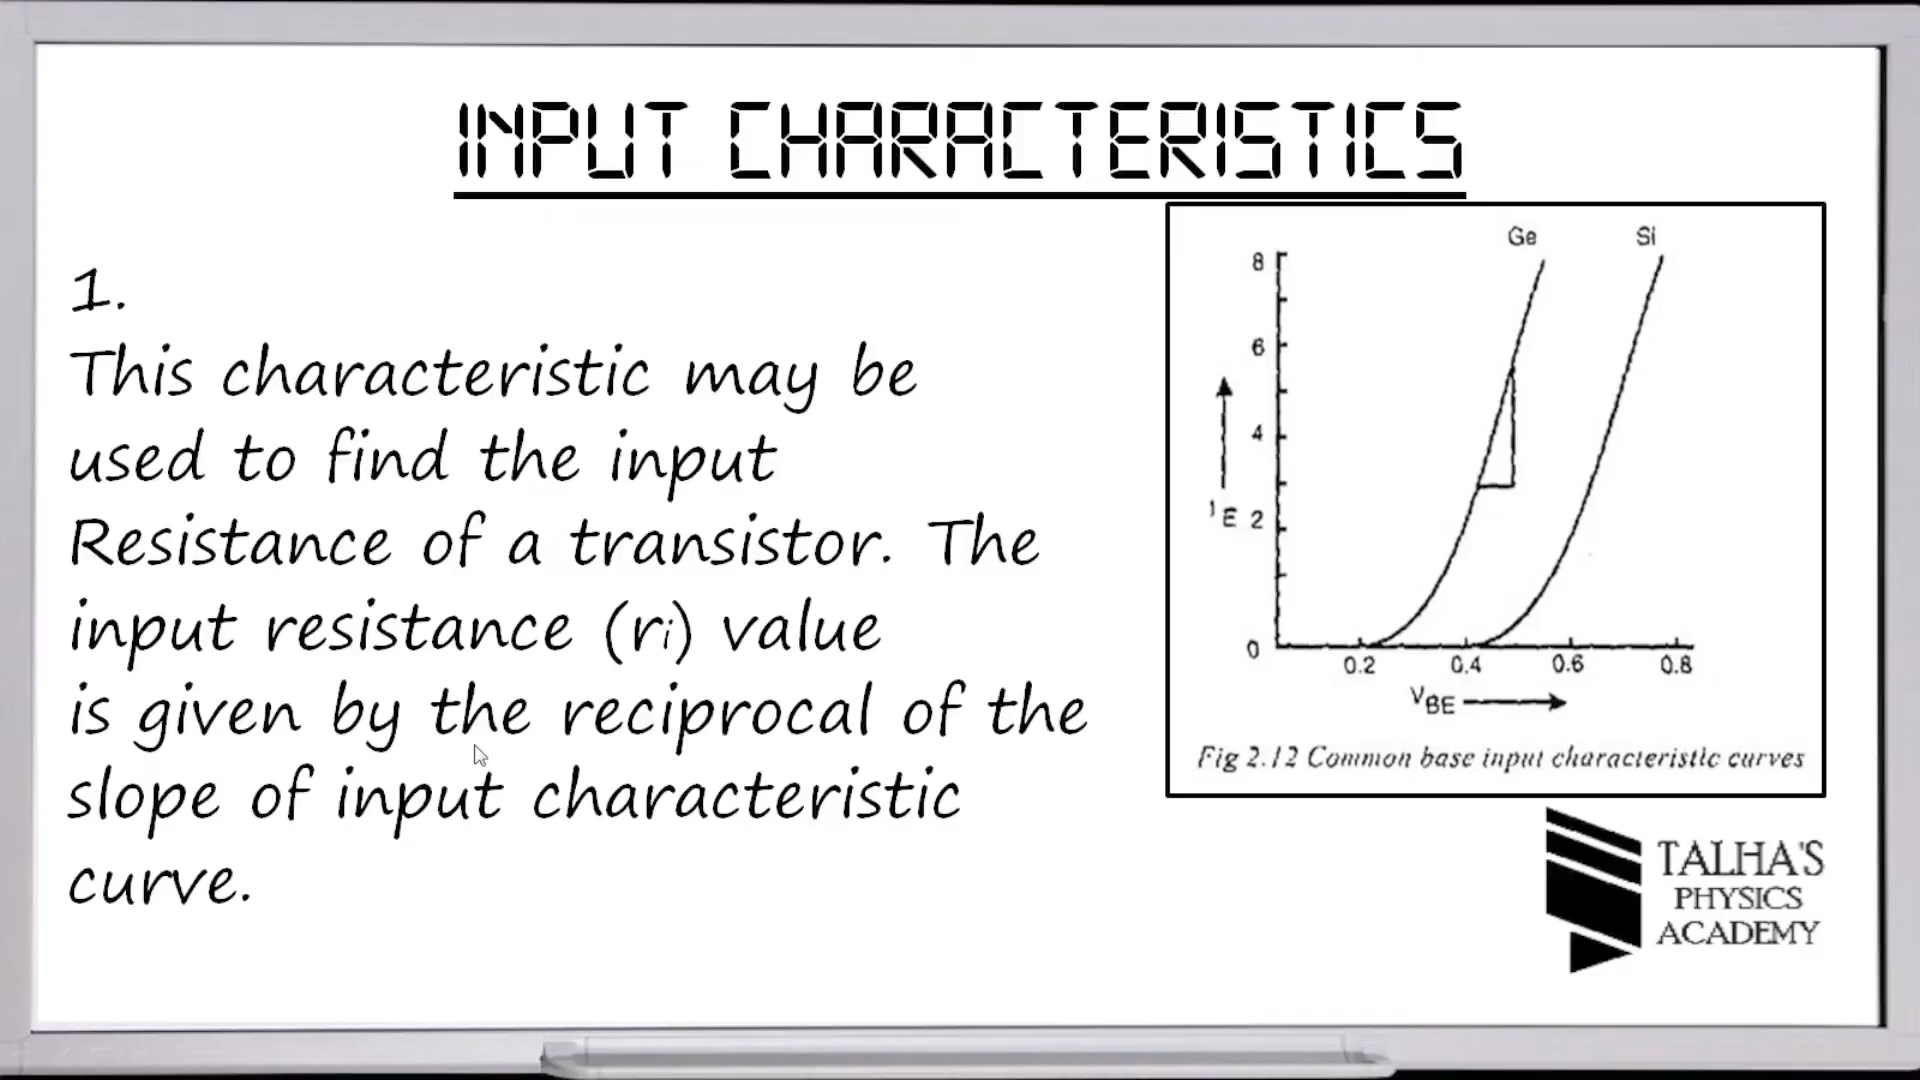 INPUT CHARACTERISTICS
1.
This characteristic may be
used to find the input
Resistance of a transistor. The
input resistance (ri) value
is given by the reciprocal of the
slope of input characteristic
curve.
Ge
Si
8
6
4
IE 2
0
0.2
0.4
0.6
0.8
VBE
Fig 2.12 Common base input characteristic curves
TALHA'S
PHYSICS
ACADEMY